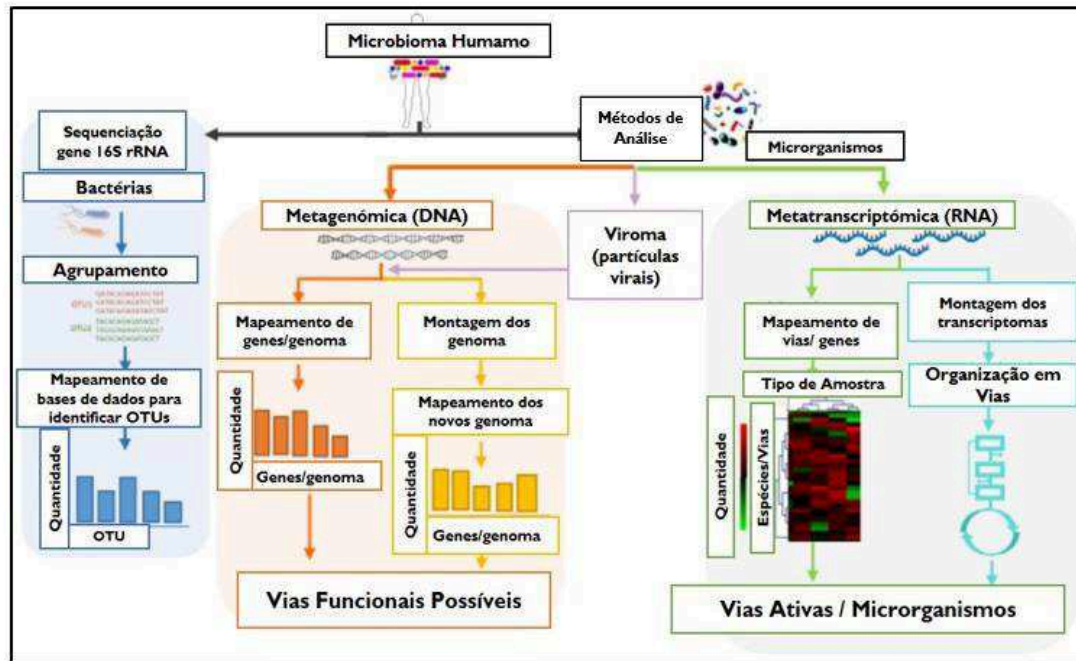 Microbioma Humamo
Métodos de
Análise
Microrganismos
Sequenciação
gene 16S rRNA
Bactérias
Agrupamento
Mapeamento de
bases de dados para
identificar OTUs
Quantidade
OTU
Metagenómica (DNA)
Mapeamento de
genes/genoma
Quantidade
Genes/genoma
Montagem dos
genoma
Mapeamento dos
novos genoma
Quantidade
Genes/genoma
Vias Funcionais Possíveis
Viroma
(partículas
virais)
Metatranscriptómica (RNA)
Mapeamento de
vias/ genes
Tipo de Amostra
Quantidade
Espécies/Vias
Montagem dos
transcriptomas
Organização em
Vias
Vias Ativas / Microrganismos